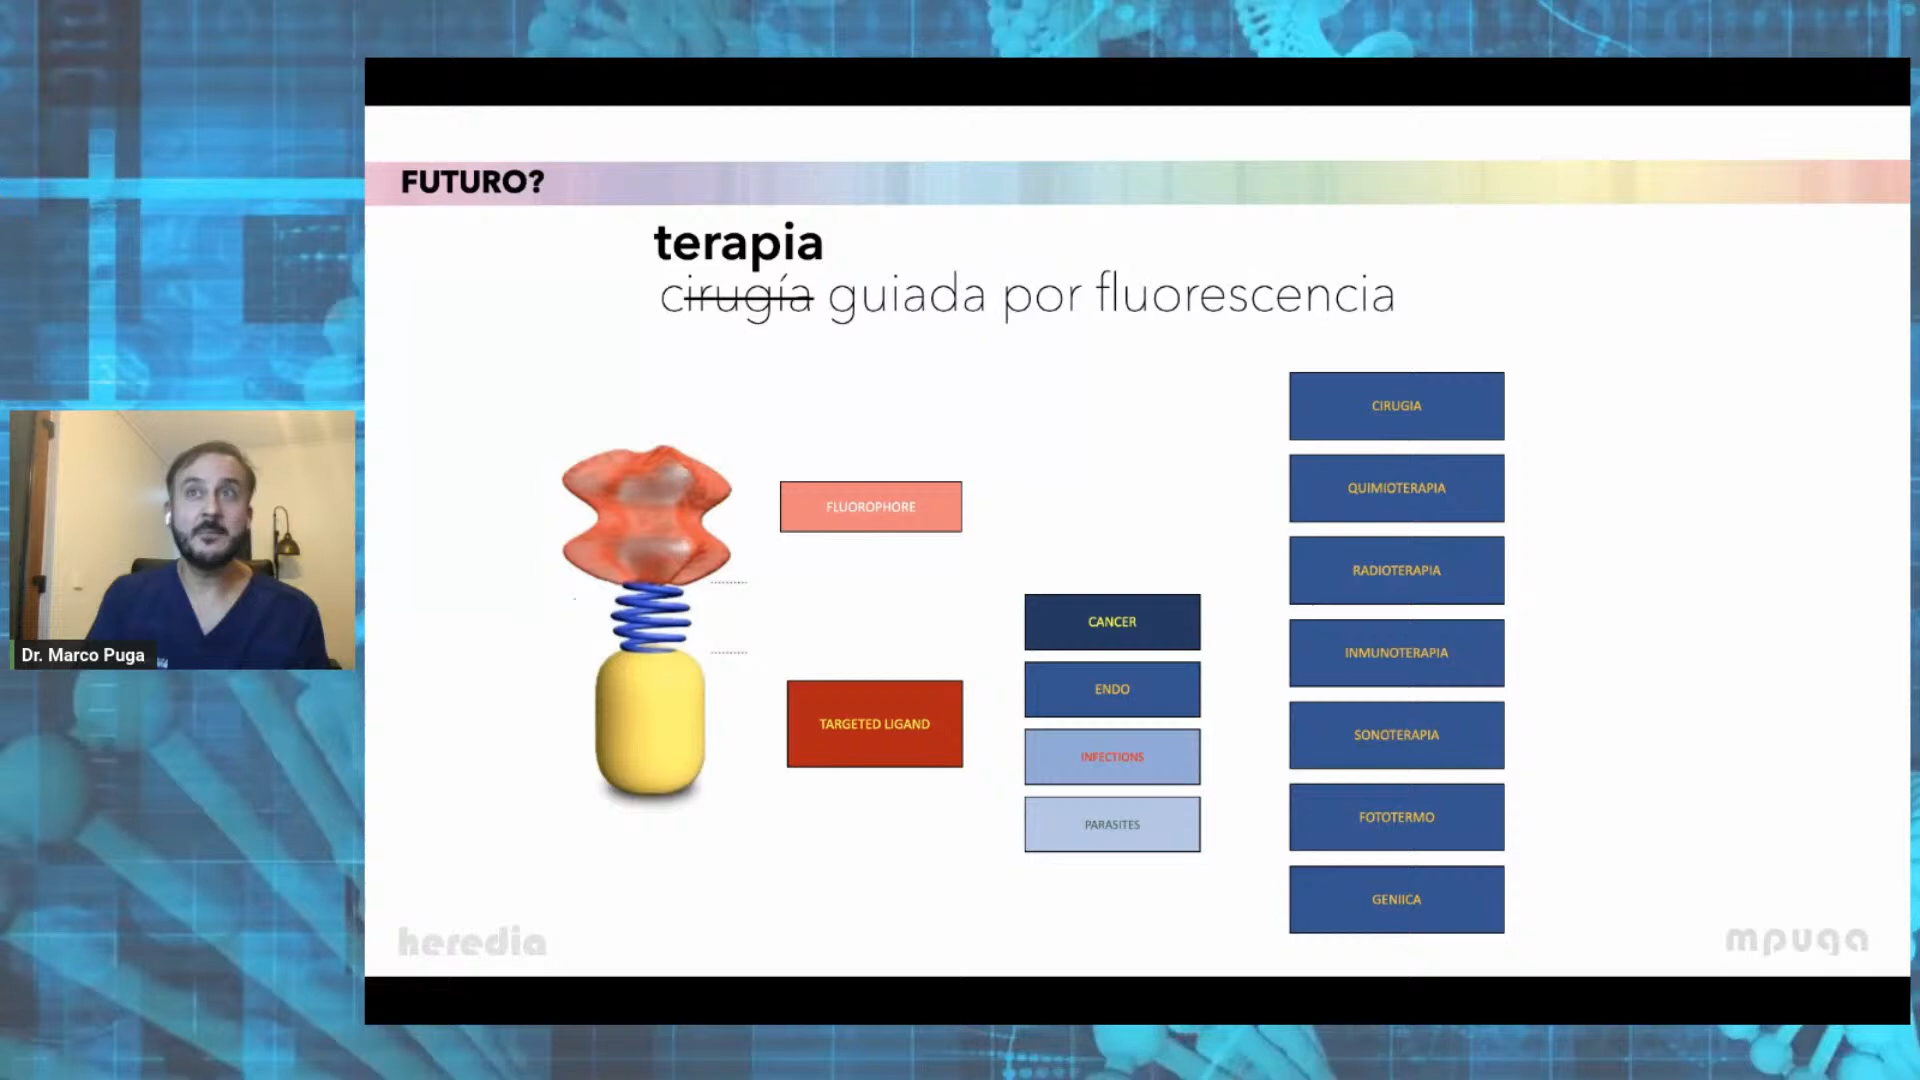 FUTURO?
terapia
cirugía guiada por fluorescencia
CIRUGIA
QUIMIOTERAPIA
FLUOROPHORE
RADIOTERAPIA
CANCER
INMUNOTERAPIA
ENDO
TARGETED LIGAND
SONOTERAPIA
INFECTIONS
PARASITES
FOTOTERMO
GENIICA
Dr. Marco Puga
heredia
mpuga